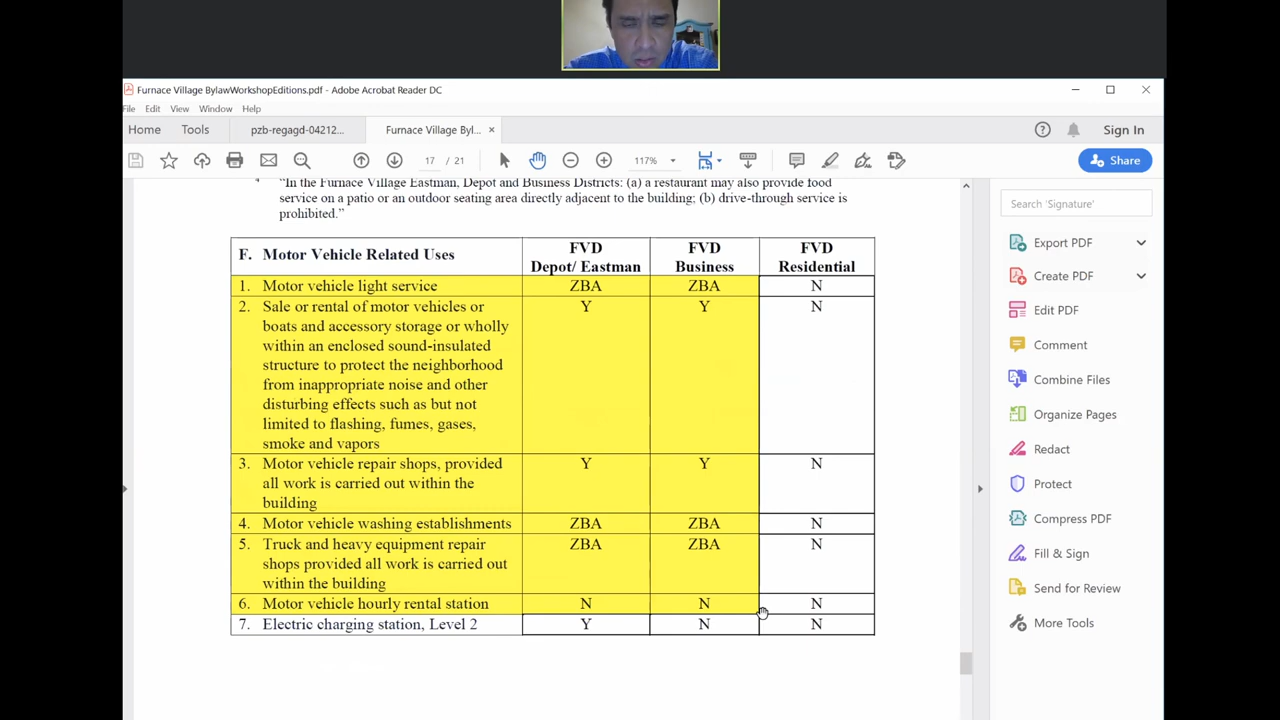 Furnace Village BylawWorkshopEditions.pdf - Adobe Acrobat Reader DC
File Edit View Window Help
Home Tools pzb-regagd-04212... Furnace Village Byl... × Sign In
17 / 21 117% Share
4 "In the Furnace Village Eastman, Depot and Business Districts: (a) a restaurant may also provide food
service on a patio or an outdoor seating area directly adjacent to the building; (b) drive-through service is
prohibited."
F. Motor Vehicle Related Uses FVD Depot/ Eastman FVD Business FVD Residential
1. Motor vehicle light service ZBA ZBA N
2. Sale or rental of motor vehicles or Y Y N
boats and accessory storage or wholly
within an enclosed sound-insulated
structure to protect the neighborhood
from inappropriate noise and other
disturbing effects such as but not
limited to flashing, fumes, gases,
smoke and vapors
3. Motor vehicle repair shops, provided Y Y N
all work is carried out within the
building
4. Motor vehicle washing establishments ZBA ZBA N
5. Truck and heavy equipment repair ZBA ZBA N
shops provided all work is carried out
within the building
6. Motor vehicle hourly rental station N N N
7. Electric charging station, Level 2 Y N N
Search 'Signature'
Export PDF
Create PDF
Edit PDF
Comment
Combine Files
Organize Pages
Redact
Protect
Compress PDF
Fill & Sign
Send for Review
More Tools